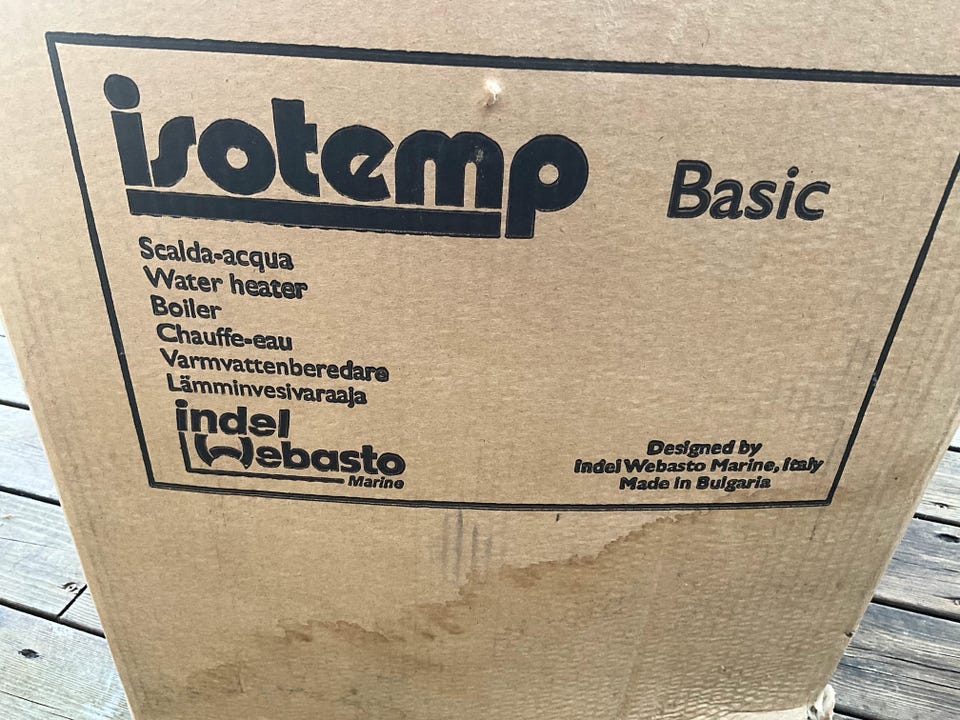 isotemp Basic
Scalda-acqua
Water heater
Boiler
Chauffe-eau
Varmvattenberedare
Lämminvesivaraaja
indel
Webasto
Marine
Designed by
Indel Webasto Marine, Italy
Made in Bulgaria